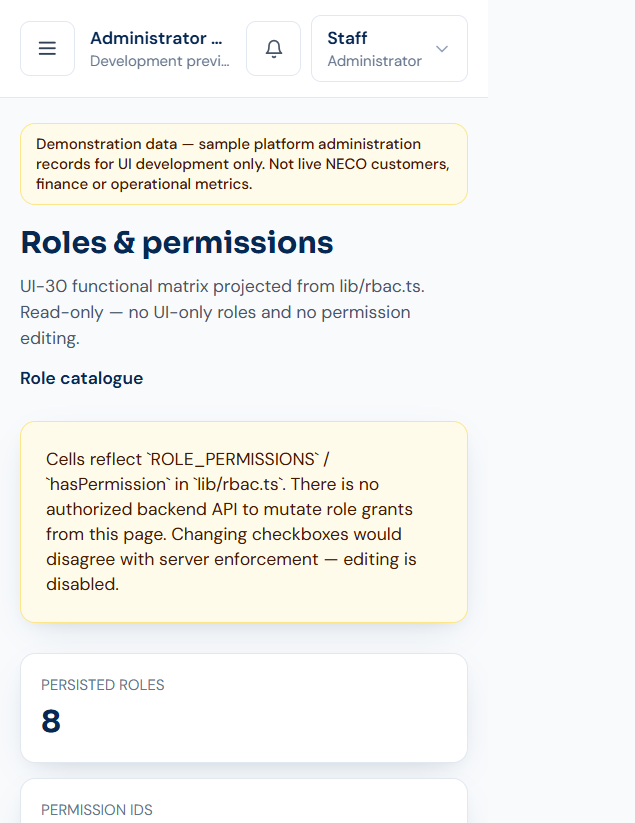 Administrator ...
Development previ...
Staff
Administrator
Demonstration data — sample platform administration
records for UI development only. Not live NECO customers,
finance or operational metrics.
Roles & permissions
UI-30 functional matrix projected from lib/rbac.ts.
Read-only — no UI-only roles and no permission
editing.
Role catalogue
Cells reflect `ROLE_PERMISSIONS` /
`hasPermission` in `lib/rbac.ts`. There is no
authorized backend API to mutate role grants
from this page. Changing checkboxes would
disagree with server enforcement — editing is
disabled.
PERSISTED ROLES
8
PERMISSION IDS